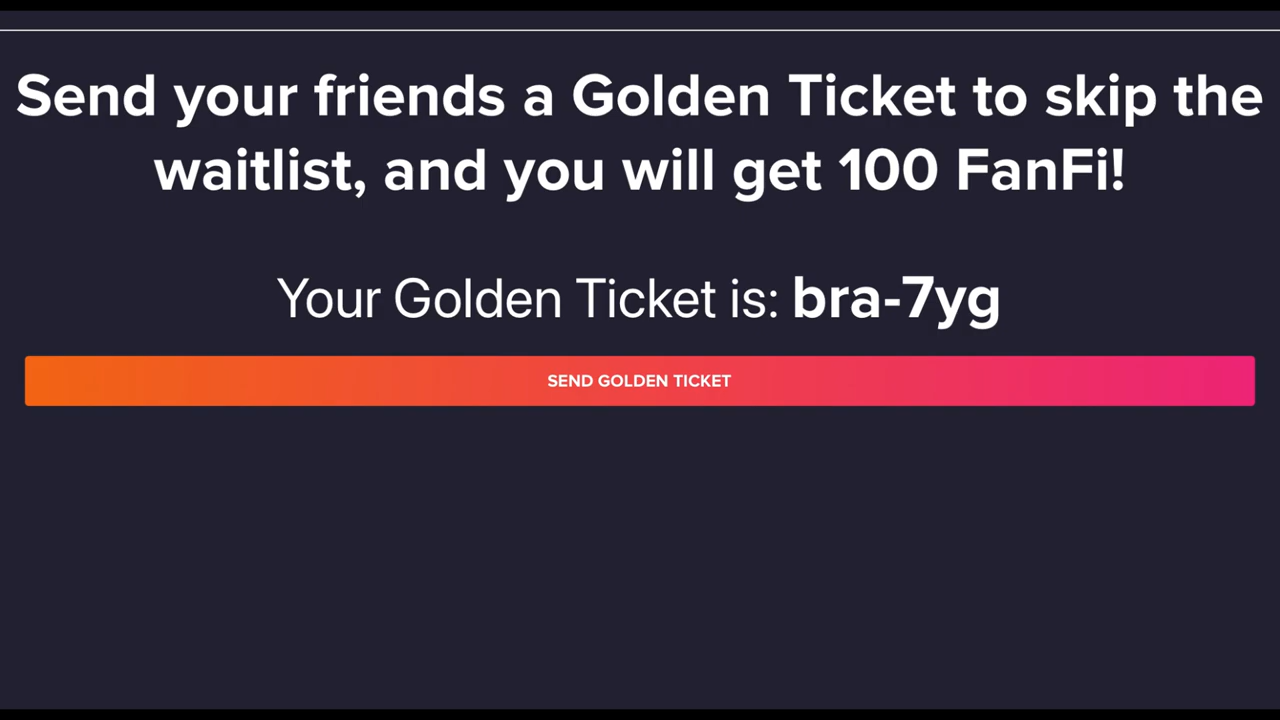 Send your friends a Golden Ticket to skip the
waitlist, and you will get 100 FanFi!
Your Golden Ticket is: bra-7yg
SEND GOLDEN TICKET